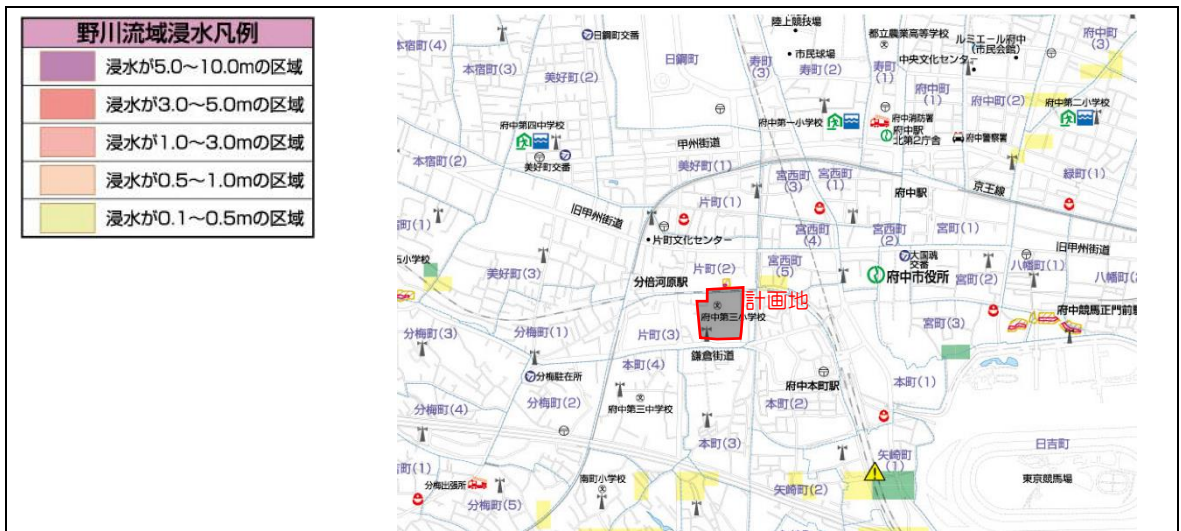 野川流域浸水凡例
浸水が5.0～10.0mの区域
浸水が3.0～5.0mの区域
浸水が1.0～3.0mの区域
浸水が0.5～1.0mの区域
浸水が0.1～0.5mの区域
陸上競技場
日鋼町交番
都立農業高等学校
ルミエール府中
(市民会館)
府中町
(3)
本宿町(4)
本宿町(3)
美好町(2)
日鋼町
寿町
(3)
市民球場
寿町(2)
寿町
(1)
中央文化センター
府中町
(1)
府中町(2)
府中第二小学校
府中第四中学校
府中第一小学校
府中消防署
府中駅
北第2庁舎
府中警察署
甲州街道
本宿町(2)
美好町交番
美好町(1)
宮西町
(3)
宮西町
(1)
府中駅
京王線
緑町(1)
片町(1)
旧甲州街道
片町文化センター
宮西町
(4)
宮西町
(2)
宮町(1)
旧甲州街道
町(1)
五小学校
美好町(3)
片町(2)
宮西町
(5)
大国魂
交番
八幡町(1)
八幡町(2
分倍河原駅
府中市役所
宮町(2)
計画地
府中第三小学校
府中競馬正門前駅
分梅町(3)
分梅町(1)
片町(3)
宮町(3)
鎌倉街道
本町(4)
分梅駐在所
府中本町駅
本町(1)
分梅町(4)
分梅町(2)
府中第三中学校
本町(2)
本町(3)
日吉町
矢崎町
(1)
町(1)
南町小学校
東京競馬場
分梅出張所
分梅町(5)
矢崎町(2)